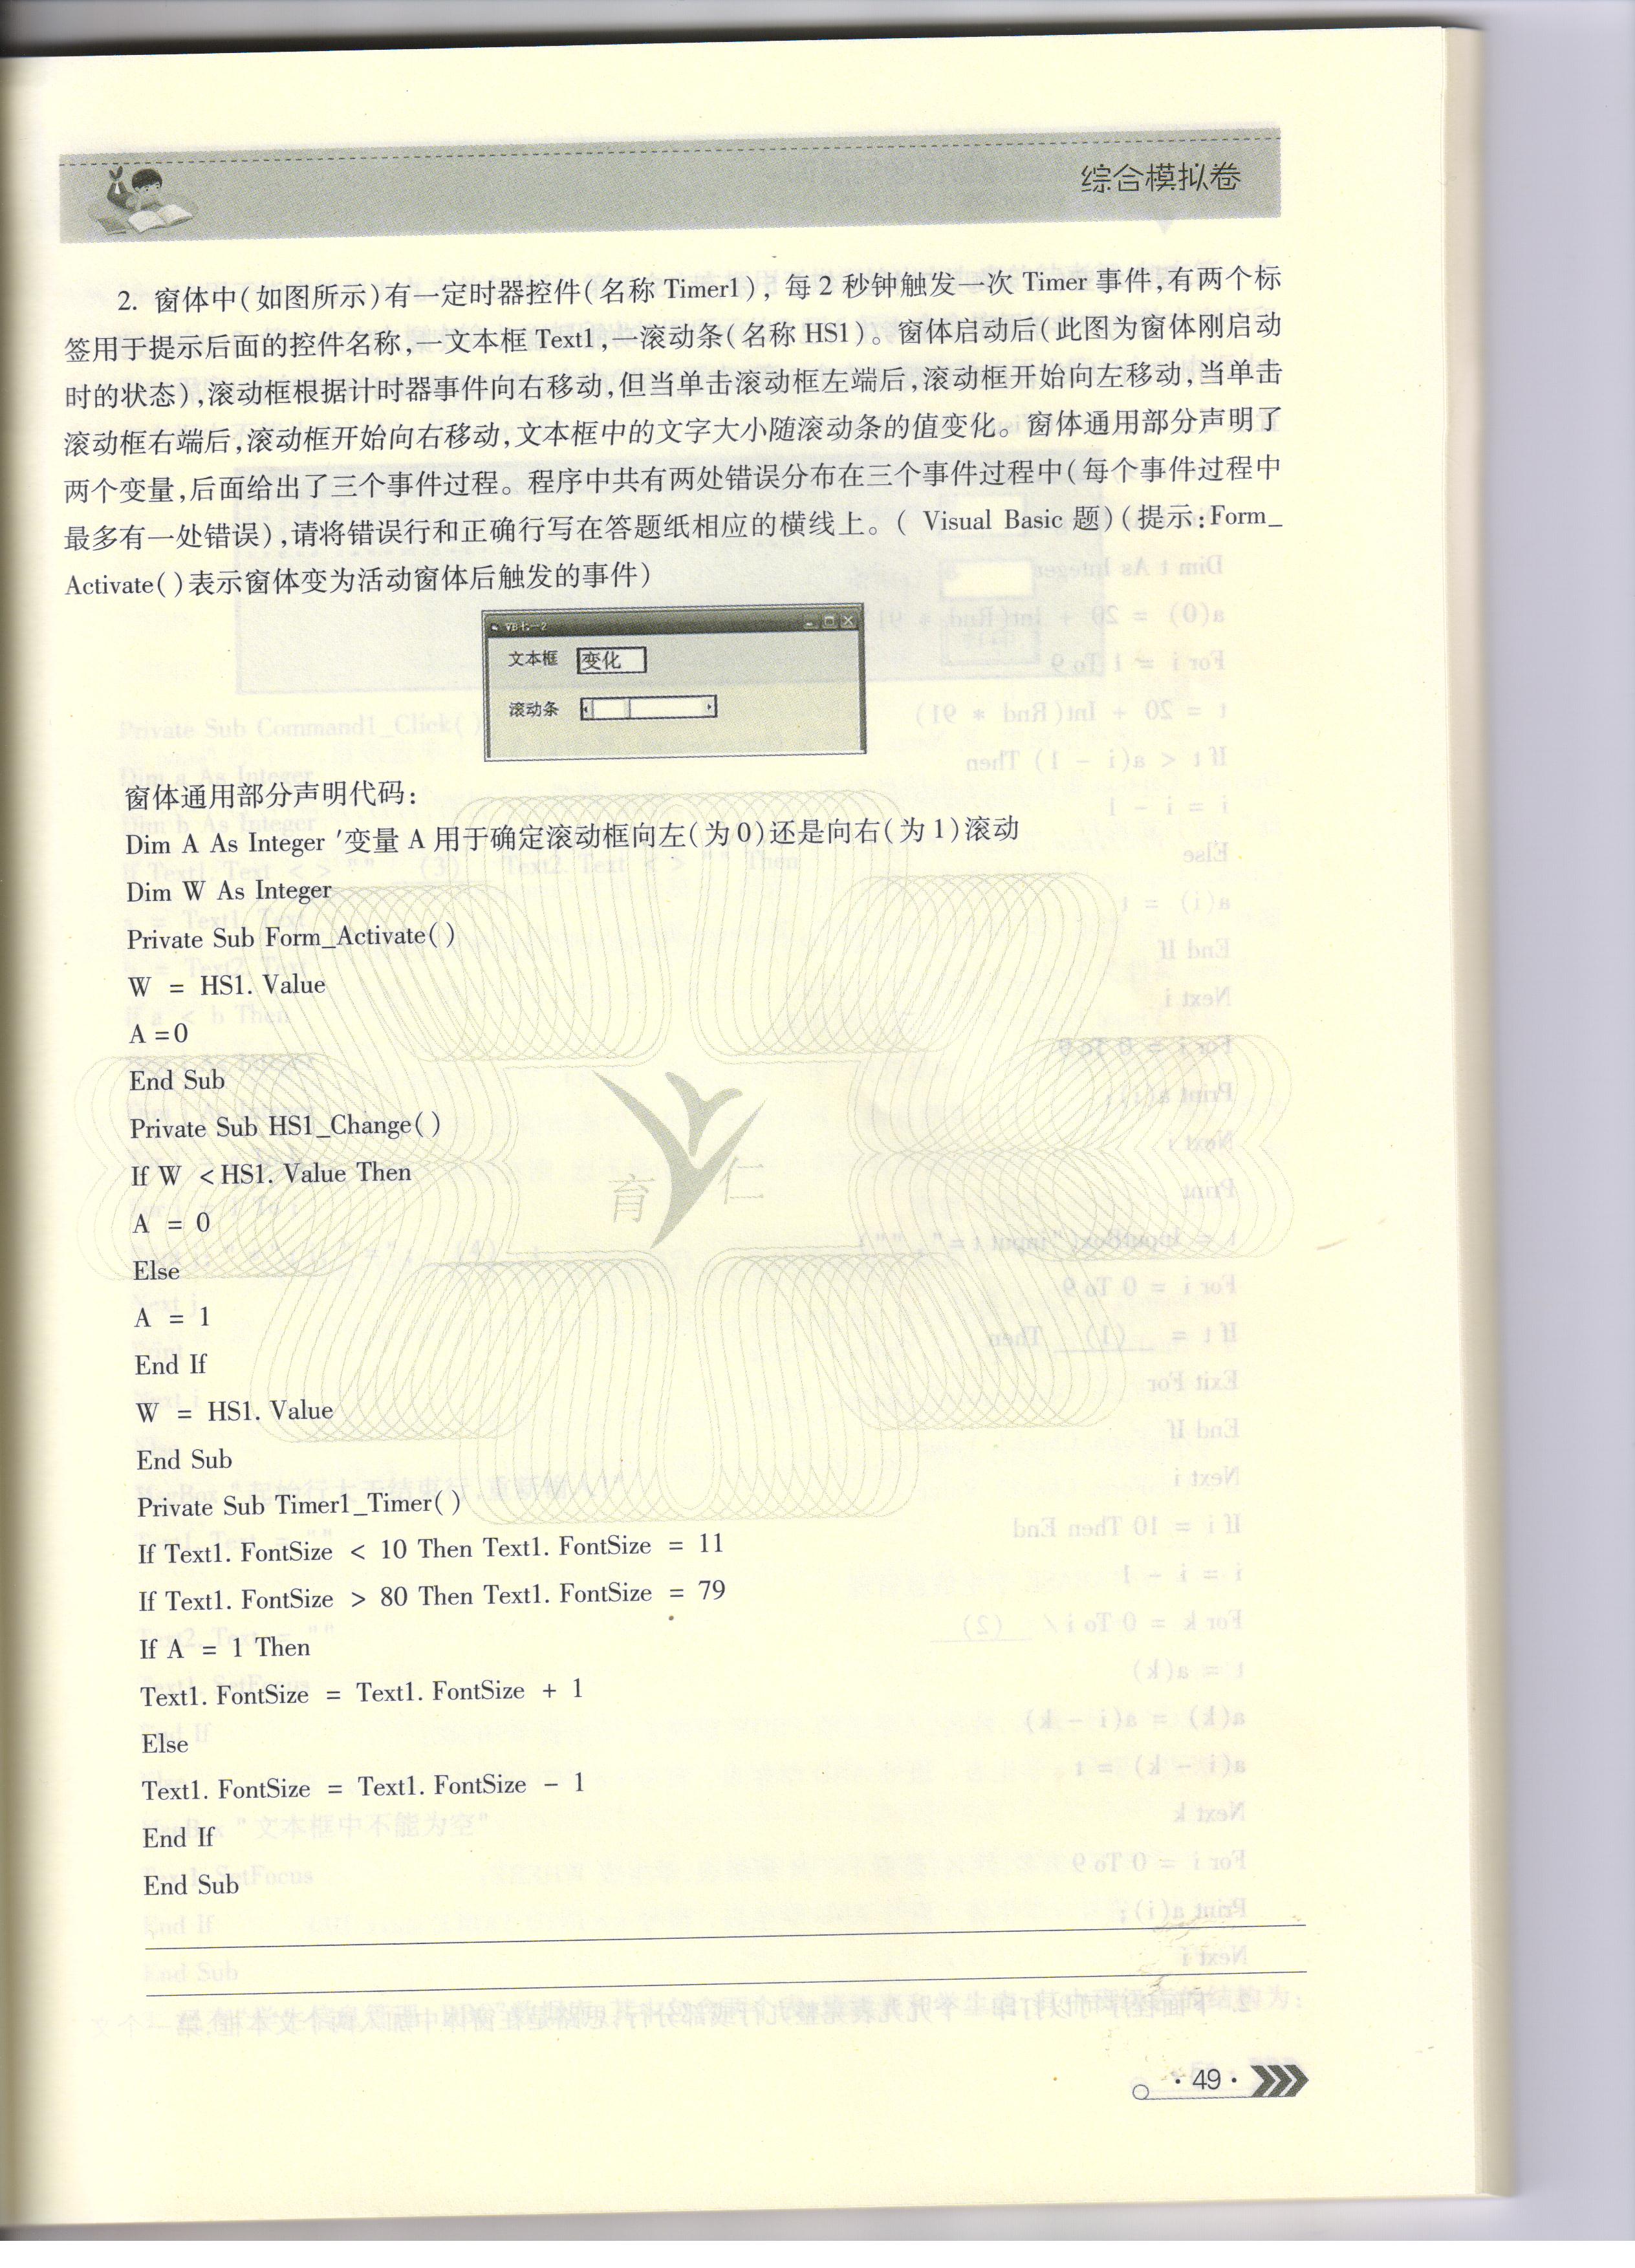 综合模拟卷
2. 窗体中(如图所示)有一定时器控件(名称 Timer1), 每 2 秒钟触发一次 Timer 事件,有两个标
签用于提示后面的控件名称,一文本框 Text1,一滚动条(名称 HS1)。窗体启动后(此图为窗体刚启动
时的状态),滚动框根据计时器事件向右移动,但当单击滚动框左端后,滚动框开始向左移动,当单击
滚动框右端后,滚动框开始向右移动,文本框中的文字大小随滚动条的值变化。窗体通用部分声明了
两个变量,后面给出了三个事件过程。程序中共有两处错误分布在三个事件过程中(每个事件过程中
最多有一处错误),请将错误行和正确行写在答题纸相应的横线上。( Visual Basic 题)(提示:Form_
Activate( )表示窗体变为活动窗体后触发的事件)
VB七-2
文本框 变化
滚动条
窗体通用部分声明代码:
Dim A As Integer ′变量 A 用于确定滚动框向左(为0)还是向右(为1)滚动
Dim W As Integer
Private Sub Form_Activate( )
W = HS1. Value
A =0
End Sub
Private Sub HS1_Change( )
If W <HS1. Value Then
A = 0
Else
A = 1
End If
W = HS1. Value
End Sub
Private Sub Timer1_Timer( )
If Text1. FontSize < 10 Then Text1. FontSize = 11
If Text1. FontSize > 80 Then Text1. FontSize = 79
If A = 1 Then
Text1. FontSize = Text1. FontSize + 1
Else
Text1. FontSize = Text1. FontSize - 1
End If
End Sub
育仁
· 49 ·